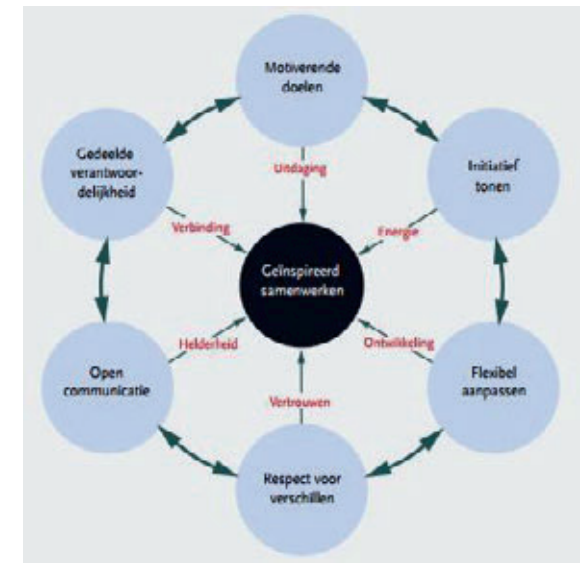 Motiverende
doelen
Gedeelde
verantwoor-
delijkheid
Uitdaging
Initiatief
tonen
Verbinding
Energie
Geïnspireerd
samenwerken
Helderheid
Ontwikkeling
Open
communicatie
Flexibel
aanpassen
Vertrouwen
Respect voor
verschillen